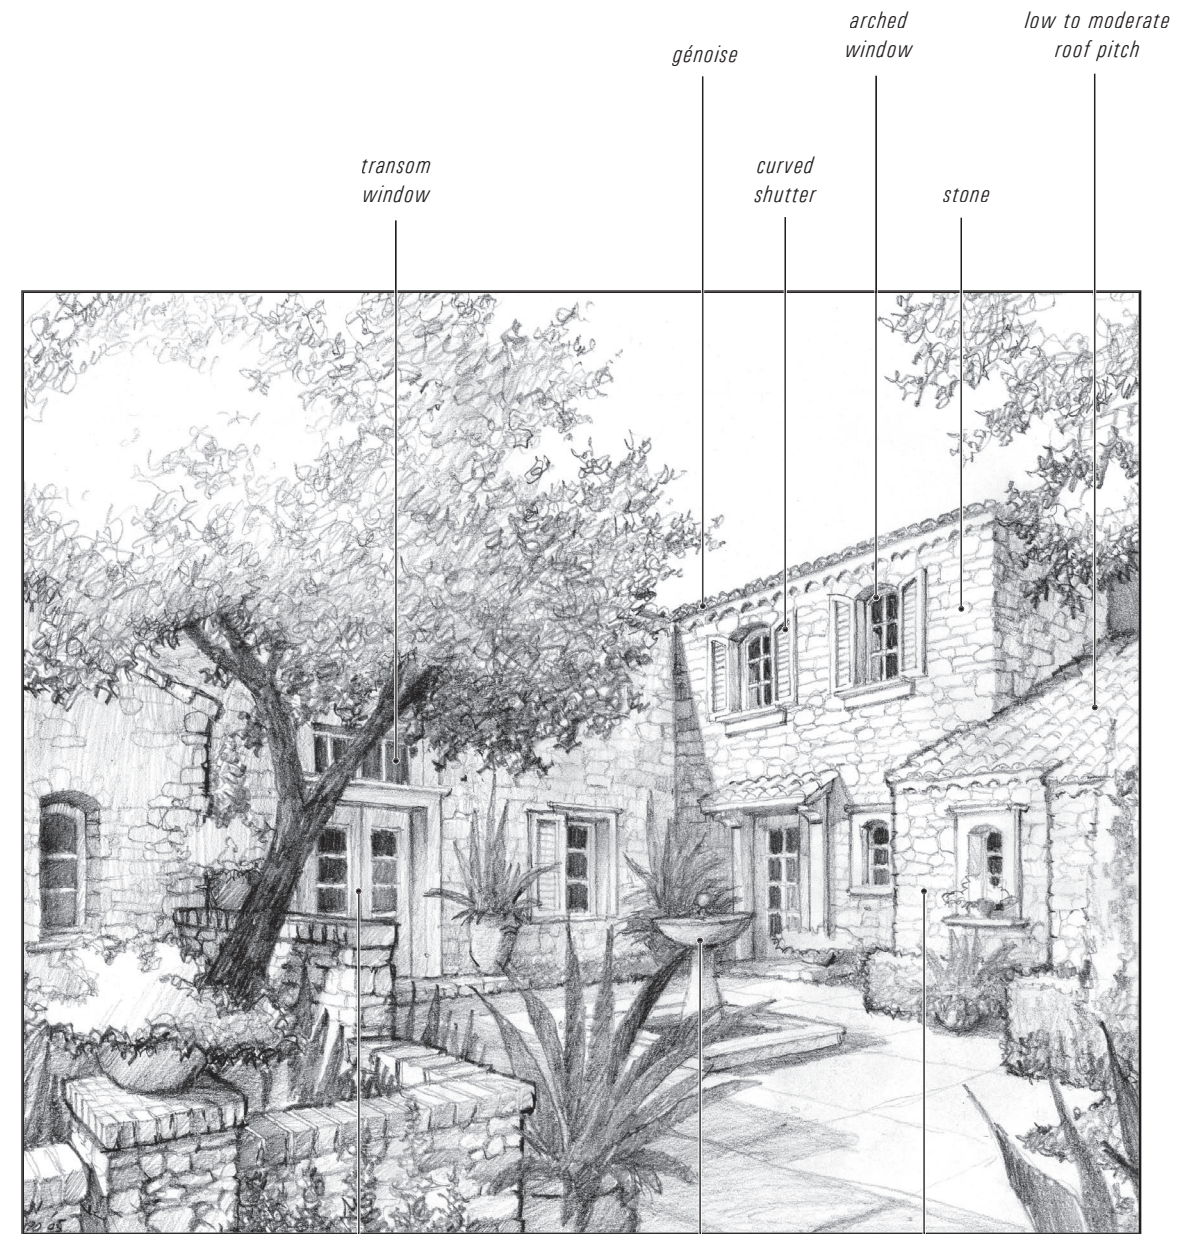 arched
window
low to moderate
roof pitch
génoise
transom
window
curved
shutter
stone